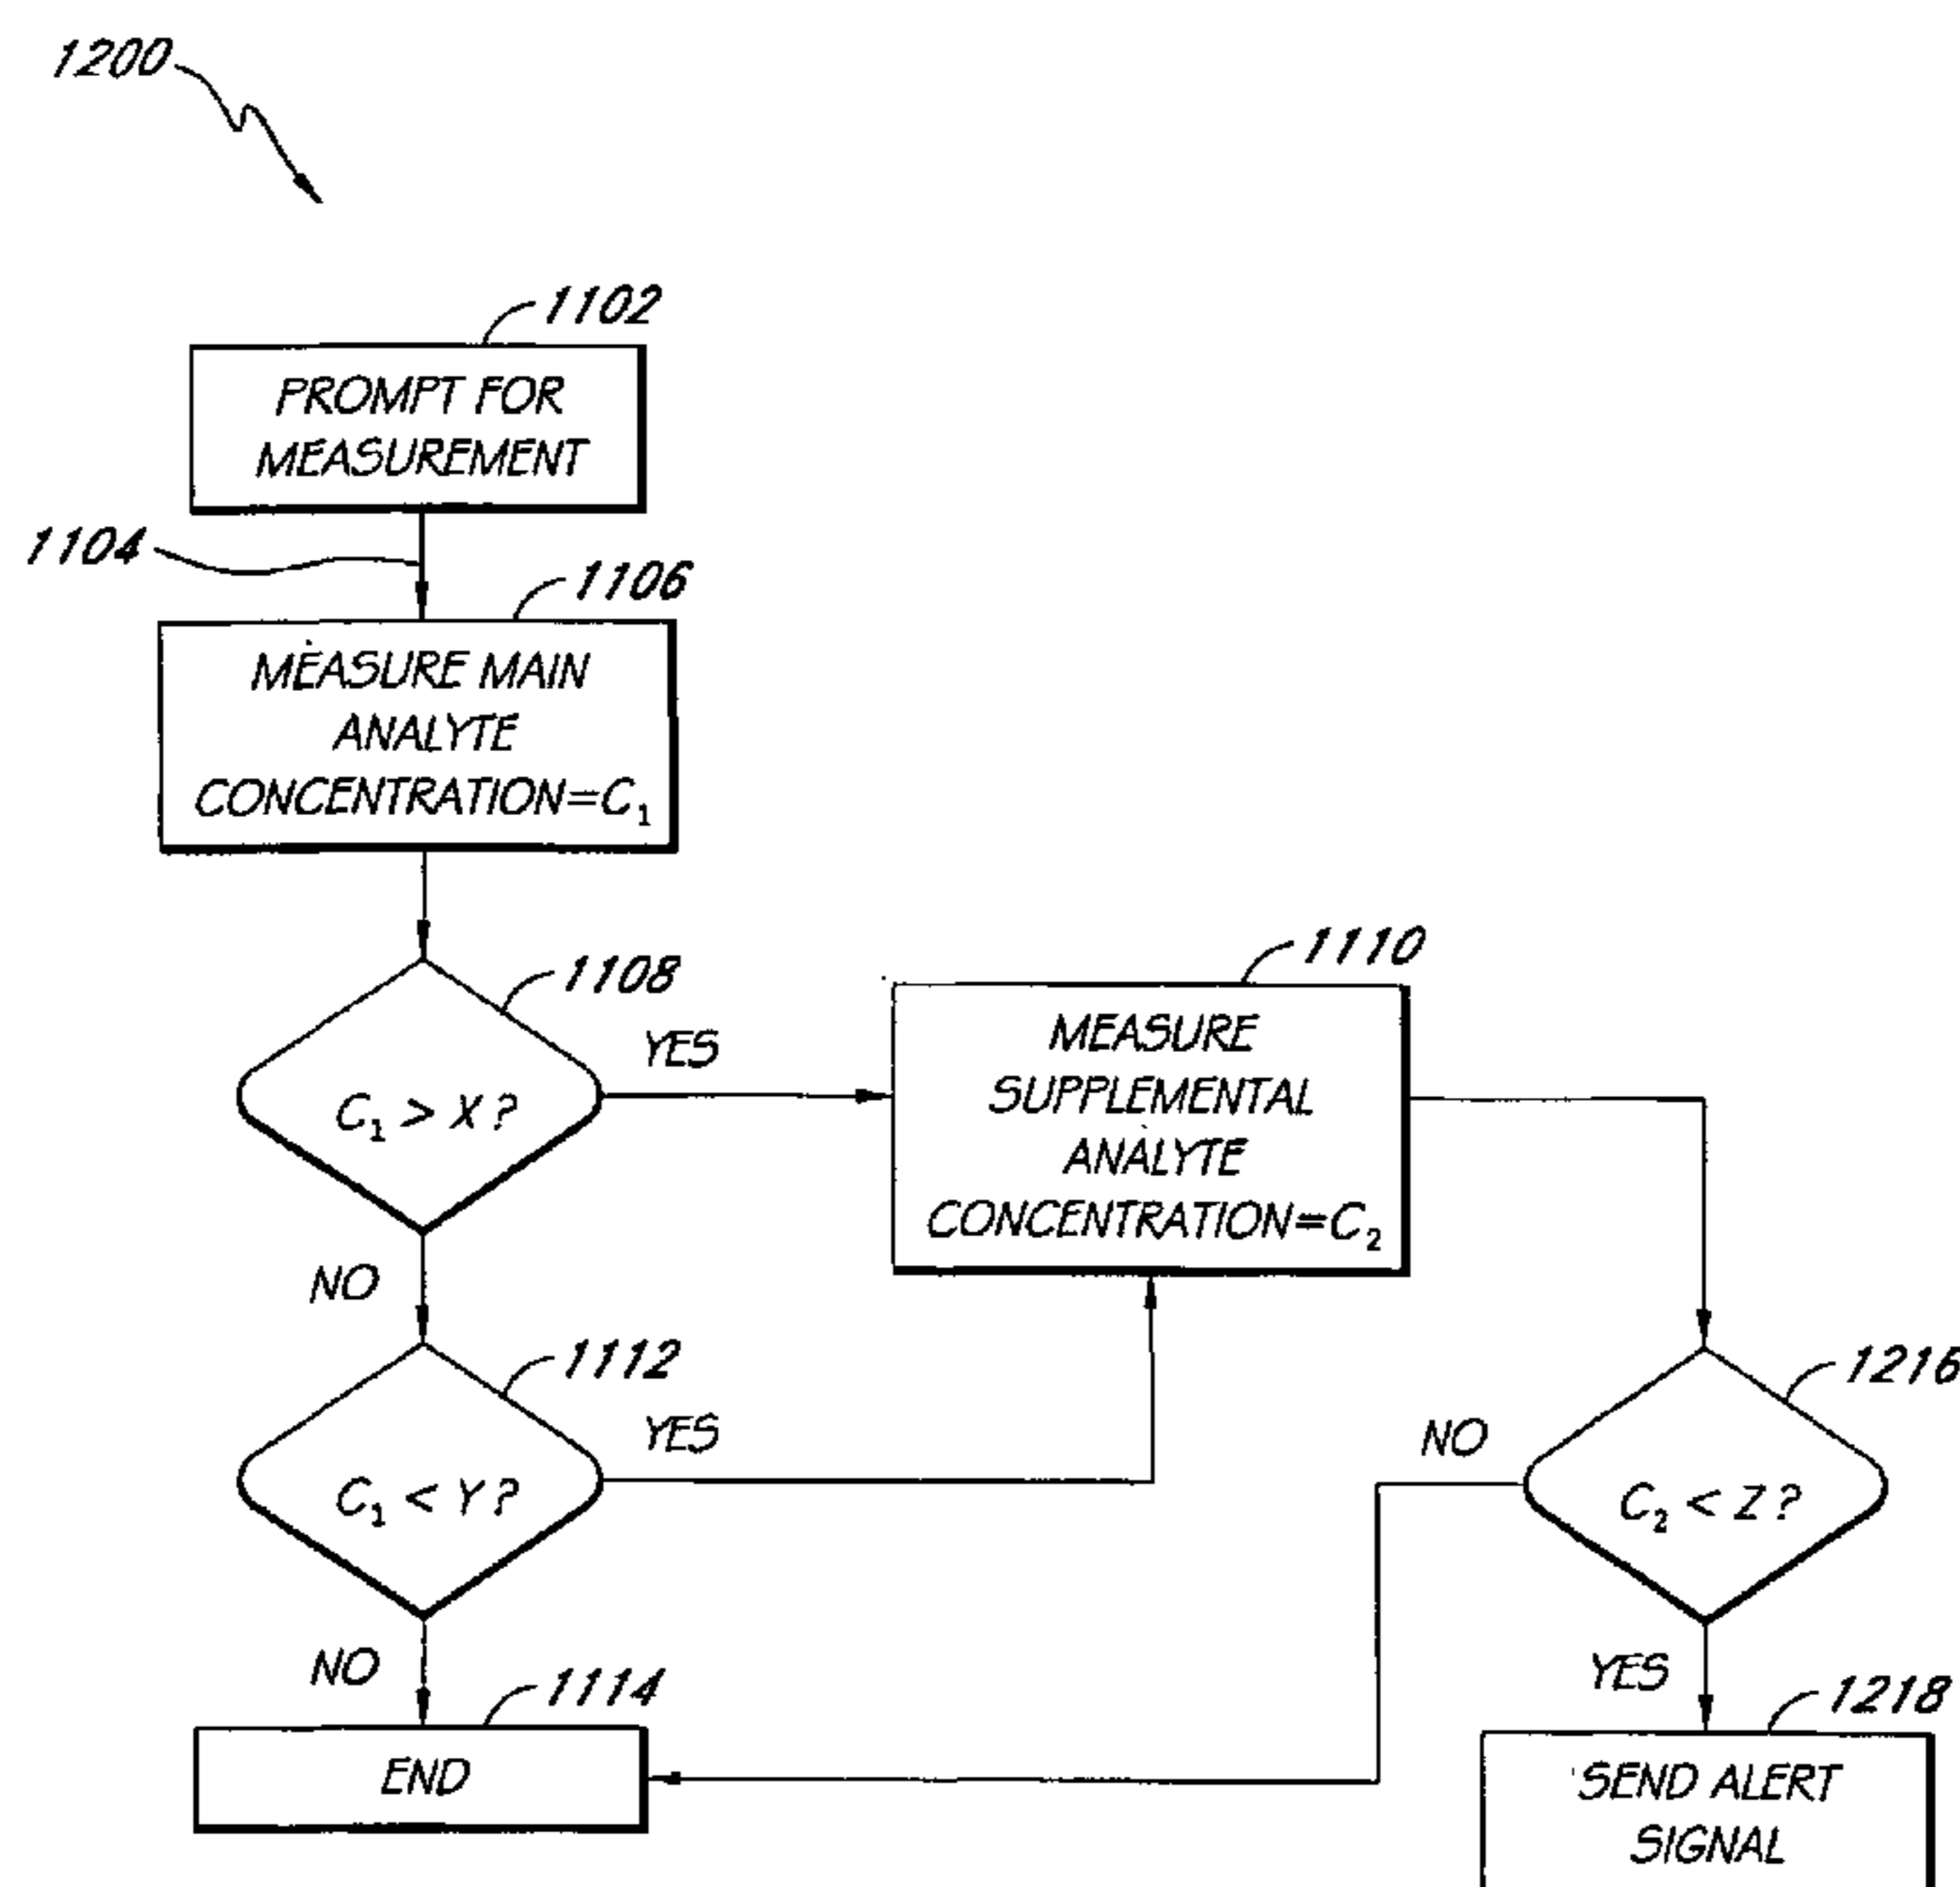 1200
1102
PROMPT FOR
MEASUREMENT
1104
1106
MEASURE MAIN
ANALYTE
CONCENTRATION=C₁
1108
C₁ > X?
YES
NO
1110
MEASURE
SUPPLEMENTAL
ANALYTE
CONCENTRATION=C₂
1112
C₁ < Y?
YES
NO
1114
END
1216
C₂ < Z?
NO
YES
1218
SEND ALERT
SIGNAL